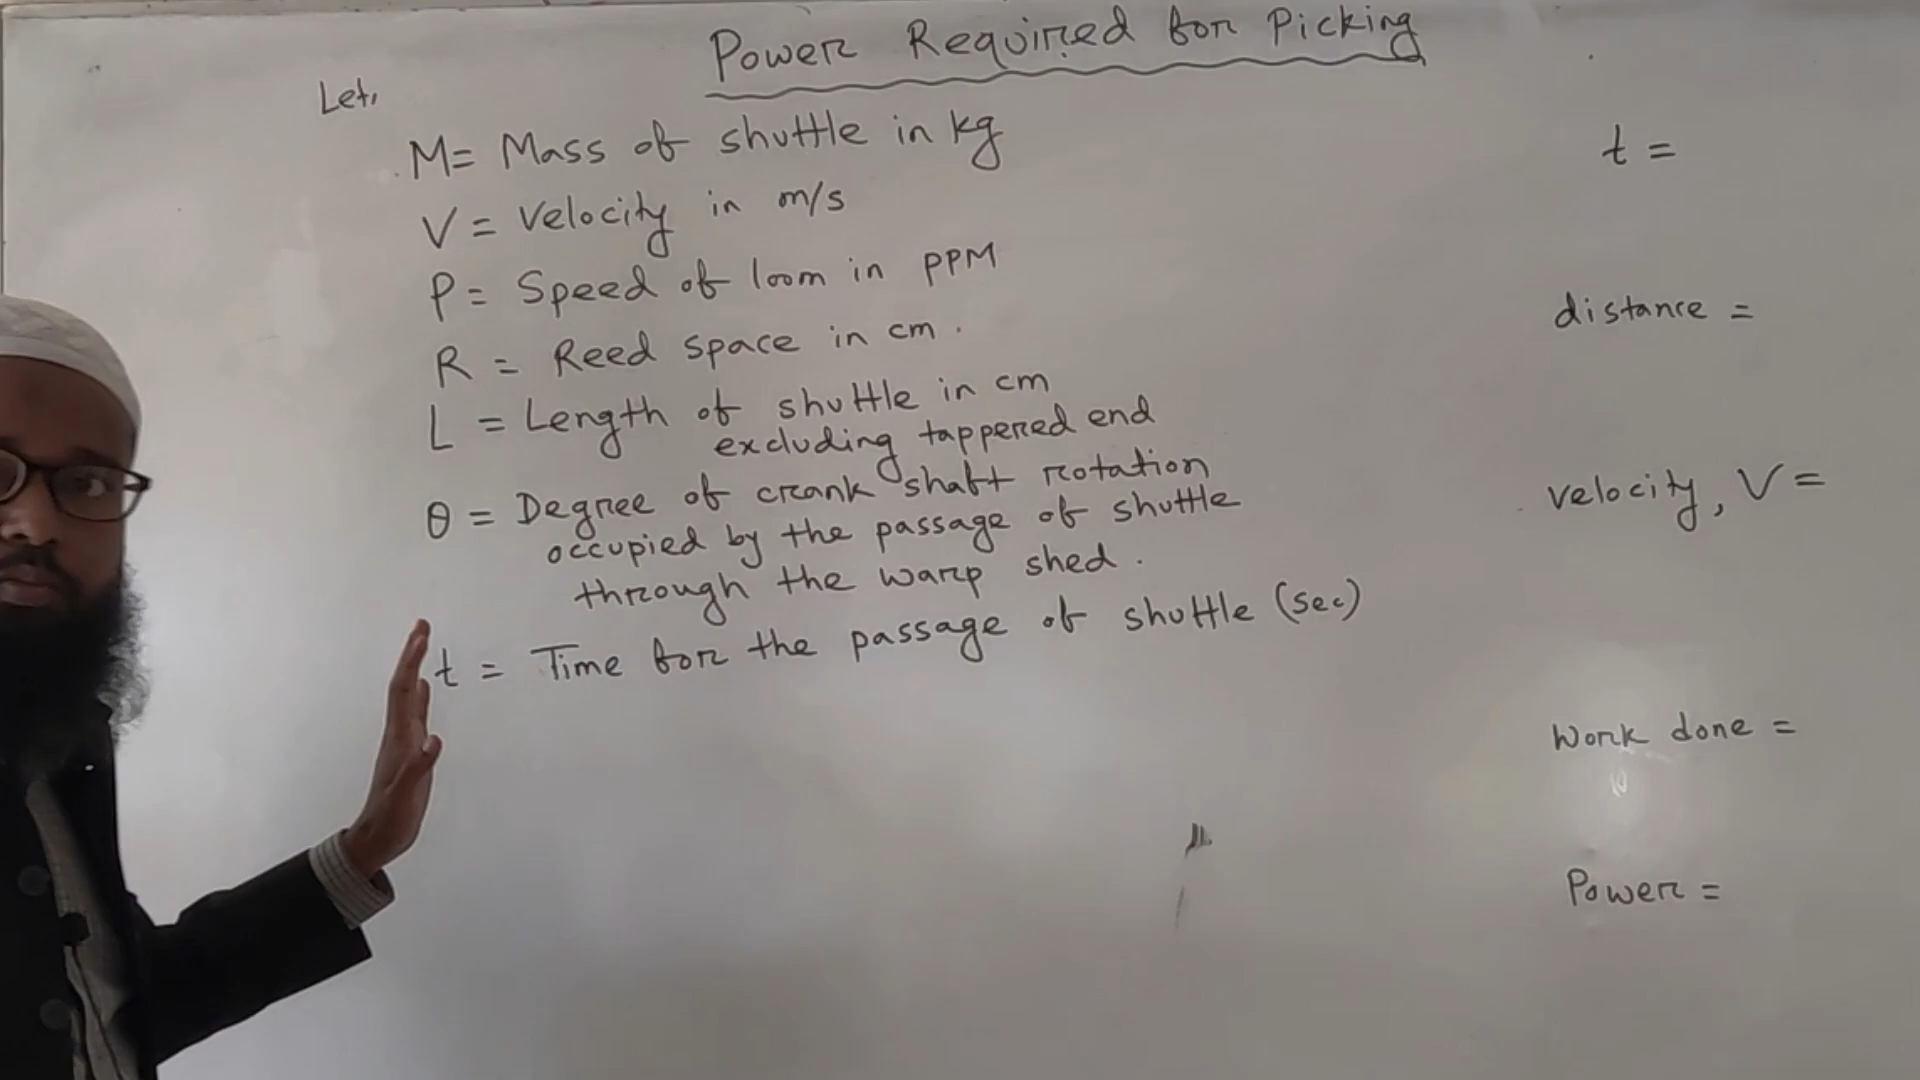 Power Required for Picking
Let,
M = Mass of shuttle in kg
V = Velocity in m/s
P = Speed of loom in PPM
R = Reed space in cm.
L = Length of shuttle in cm
excluding tappered end
θ = Degree of crank shaft rotation
occupied by the passage of shuttle
through the warp shed.
t = Time for the passage of shuttle (sec)
t =
distance =
velocity, V =
Work done =
Power =